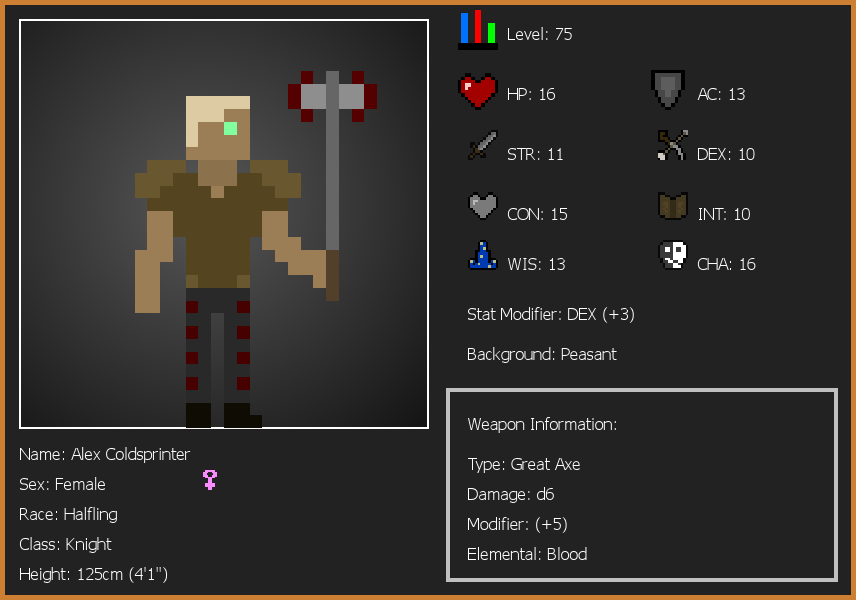 Level: 75
HP: 16
AC: 13
STR: 11
DEX: 10
CON: 15
INT: 10
WIS: 13
CHA: 16
Stat Modifier: DEX (+3)
Background: Peasant
Weapon Information:
Type: Great Axe
Damage: d6
Modifier: (+5)
Elemental: Blood
Name: Alex Coldsprinter
Sex: Female
Race: Halfling
Class: Knight
Height: 125cm (4'1")